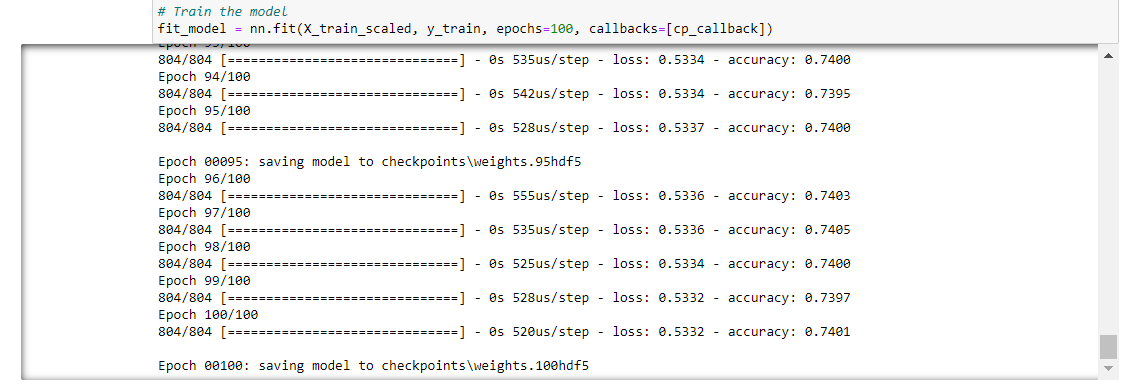 # Train the model
fit_model = nn.fit(X_train_scaled, y_train, epochs=100, callbacks=[cp_callback])
804/804 [==============================] - 0s 535us/step - loss: 0.5334 - accuracy: 0.7400
Epoch 94/100
804/804 [==============================] - 0s 542us/step - loss: 0.5334 - accuracy: 0.7395
Epoch 95/100
804/804 [==============================] - 0s 528us/step - loss: 0.5337 - accuracy: 0.7400
Epoch 00095: saving model to checkpoints\weights.95hdf5
Epoch 96/100
804/804 [==============================] - 0s 555us/step - loss: 0.5336 - accuracy: 0.7403
Epoch 97/100
804/804 [==============================] - 0s 535us/step - loss: 0.5336 - accuracy: 0.7405
Epoch 98/100
804/804 [==============================] - 0s 525us/step - loss: 0.5334 - accuracy: 0.7400
Epoch 99/100
804/804 [==============================] - 0s 528us/step - loss: 0.5332 - accuracy: 0.7397
Epoch 100/100
804/804 [==============================] - 0s 520us/step - loss: 0.5332 - accuracy: 0.7401
Epoch 00100: saving model to checkpoints\weights.100hdf5